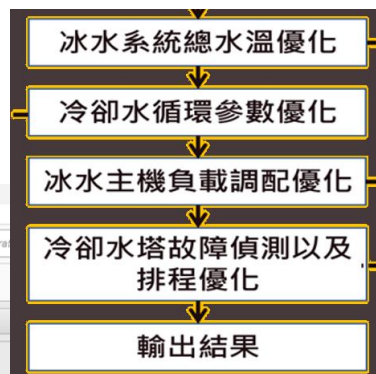 冰水系統總水溫優化
冷卻水循環參數優化
冰水主機負載調配優化
冷卻水塔故障偵測以及
排程優化
輸出結果